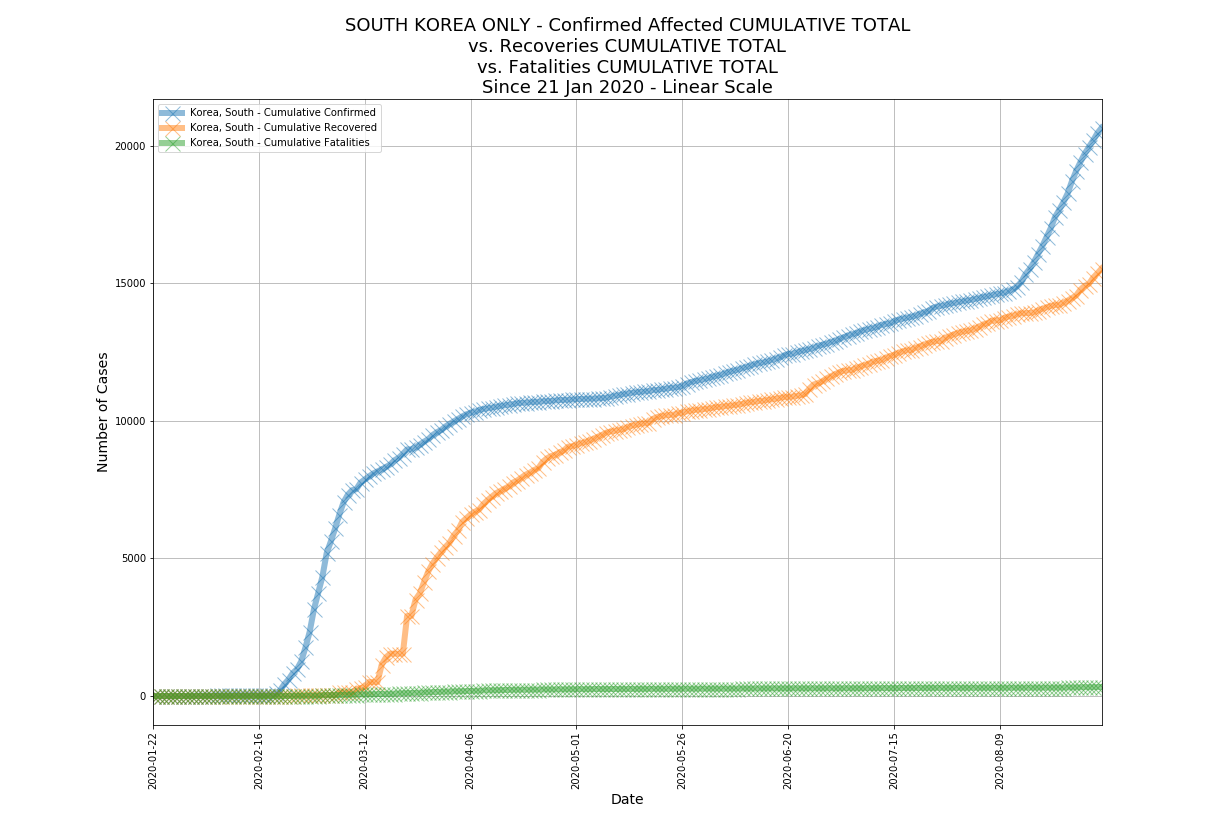 SOUTH KOREA ONLY - Confirmed Affected CUMULATIVE TOTAL
vs. Recoveries CUMULATIVE TOTAL
vs. Fatalities CUMULATIVE TOTAL
Since 21 Jan 2020 - Linear Scale
Korea, South - Cumulative Confirmed
Korea, South - Cumulative Recovered
Korea, South - Cumulative Fatalities
Number of Cases
20000
15000
10000
5000
0
2020-01-22
2020-02-16
2020-03-12
2020-04-06
2020-05-01
2020-05-26
2020-06-20
2020-07-15
2020-08-09
Date